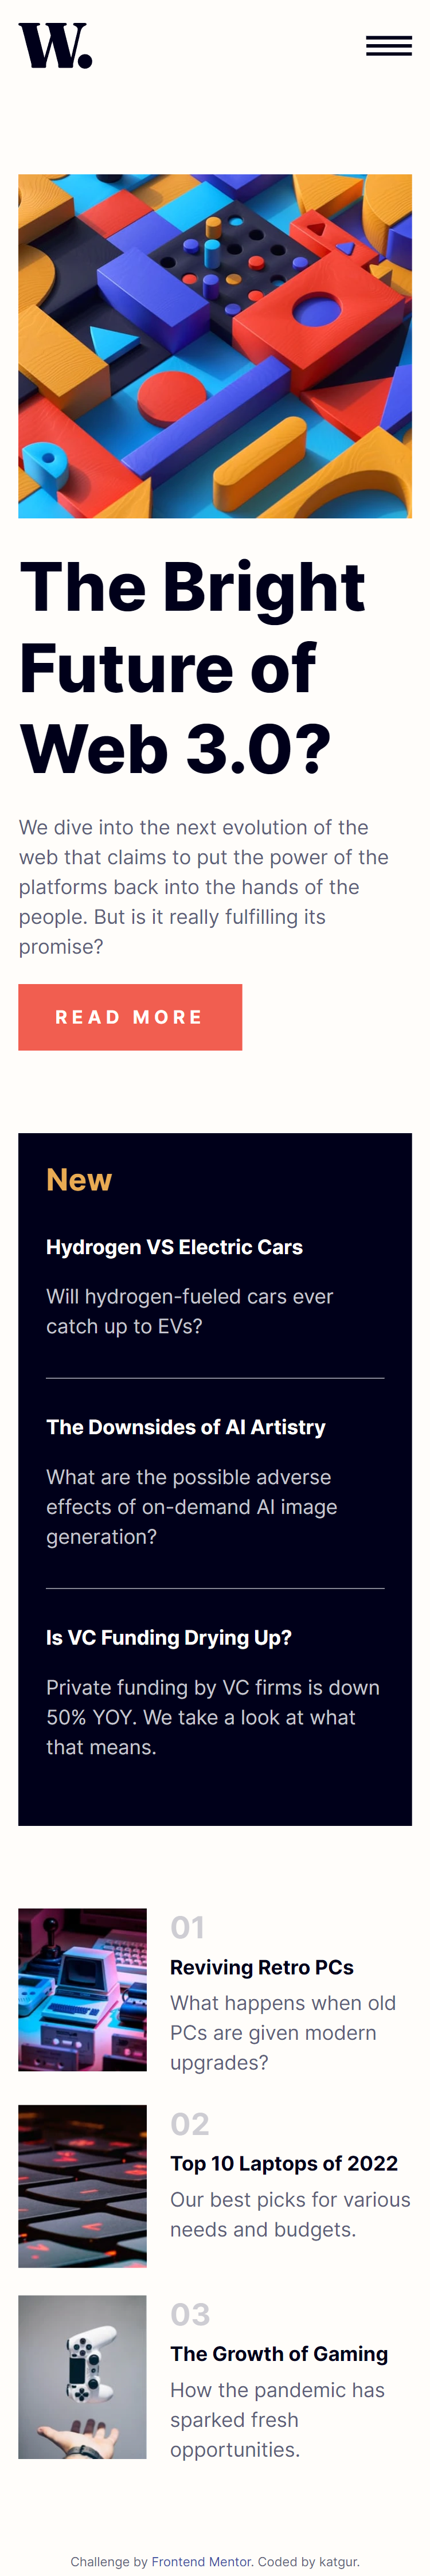 W.
The Bright
Future of
Web 3.0?
We dive into the next evolution of the
web that claims to put the power of the
platforms back into the hands of the
people. But is it really fulfilling its
promise?
READ MORE
New
Hydrogen VS Electric Cars
Will hydrogen-fueled cars ever
catch up to EVs?
The Downsides of AI Artistry
What are the possible adverse
effects of on-demand AI image
generation?
Is VC Funding Drying Up?
Private funding by VC firms is down
50% YOY. We take a look at what
that means.
01
Reviving Retro PCs
What happens when old
PCs are given modern
upgrades?
02
Top 10 Laptops of 2022
Our best picks for various
needs and budgets.
03
The Growth of Gaming
How the pandemic has
sparked fresh
opportunities.
Challenge by Frontend Mentor. Coded by katgur.